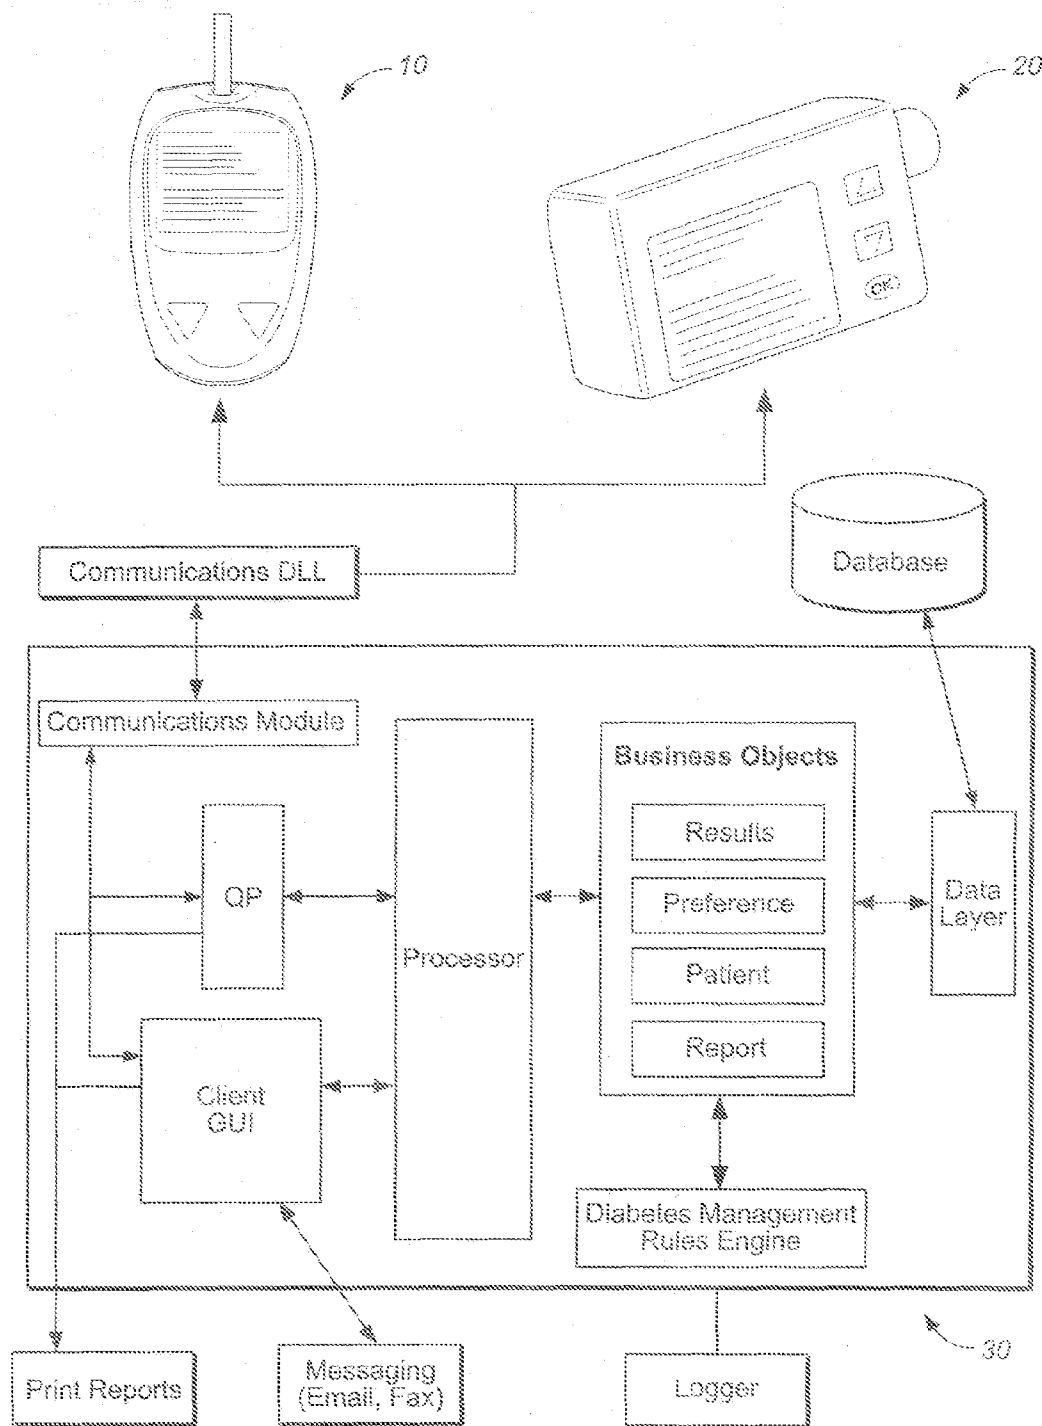 10
20
OK
Communications DLL
Database
Communications Module
Business Objects
Results
QP
Preference
Data
Layer
Processor
Patient
Report
Client
GUI
Diabetes Management
Rules Engine
30
Print Reports
Messaging
(Email, Fax)
Logger